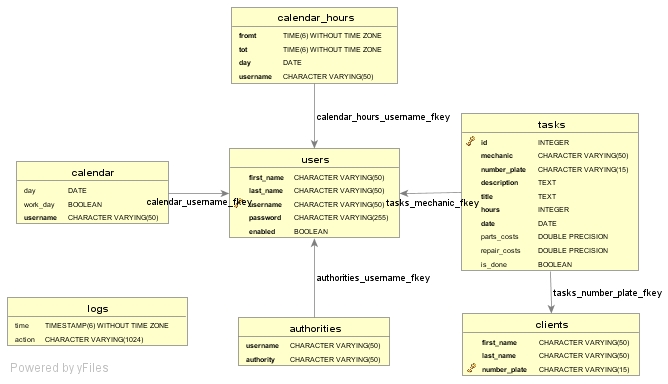 calendar_hours
fromt TIME(6) WITHOUT TIME ZONE
tot TIME(6) WITHOUT TIME ZONE
day DATE
username CHARACTER VARYING(50)
calendar_hours_username_fkey
tasks
id INTEGER
mechanic CHARACTER VARYING(50)
number_plate CHARACTER VARYING(15)
description TEXT
title TEXT
hours INTEGER
date DATE
parts_costs DOUBLE PRECISION
repair_costs DOUBLE PRECISION
is_done BOOLEAN
users
first_name CHARACTER VARYING(50)
last_name CHARACTER VARYING(50)
username CHARACTER VARYING(50)
password CHARACTER VARYING(255)
enabled BOOLEAN
calendar
day DATE
work_day BOOLEAN
username CHARACTER VARYING(50)
calendar_username_fkey
tasks_mechanic_fkey
authorities_username_fkey
tasks_number_plate_fkey
logs
time TIMESTAMP(6) WITHOUT TIME ZONE
action CHARACTER VARYING(1024)
authorities
username CHARACTER VARYING(50)
authority CHARACTER VARYING(50)
clients
first_name CHARACTER VARYING(50)
last_name CHARACTER VARYING(50)
number_plate CHARACTER VARYING(15)
Powered by yFiles